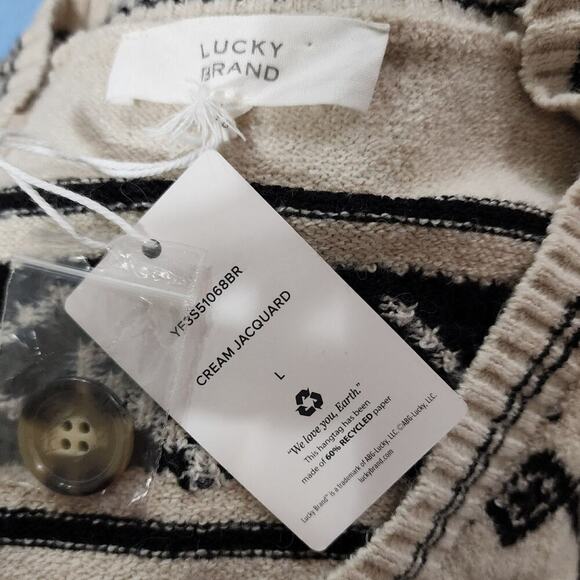 LUCKY
BRAND
YF3S51068BR
CREAM JACQUARD
L
"We love you, Earth."
This hangtag has been
made of 60% RECYCLED paper
Lucky Brand™ is a trademark of ABG-Lucky, LLC. ©ABG-Lucky, LLC.
luckybrand.com